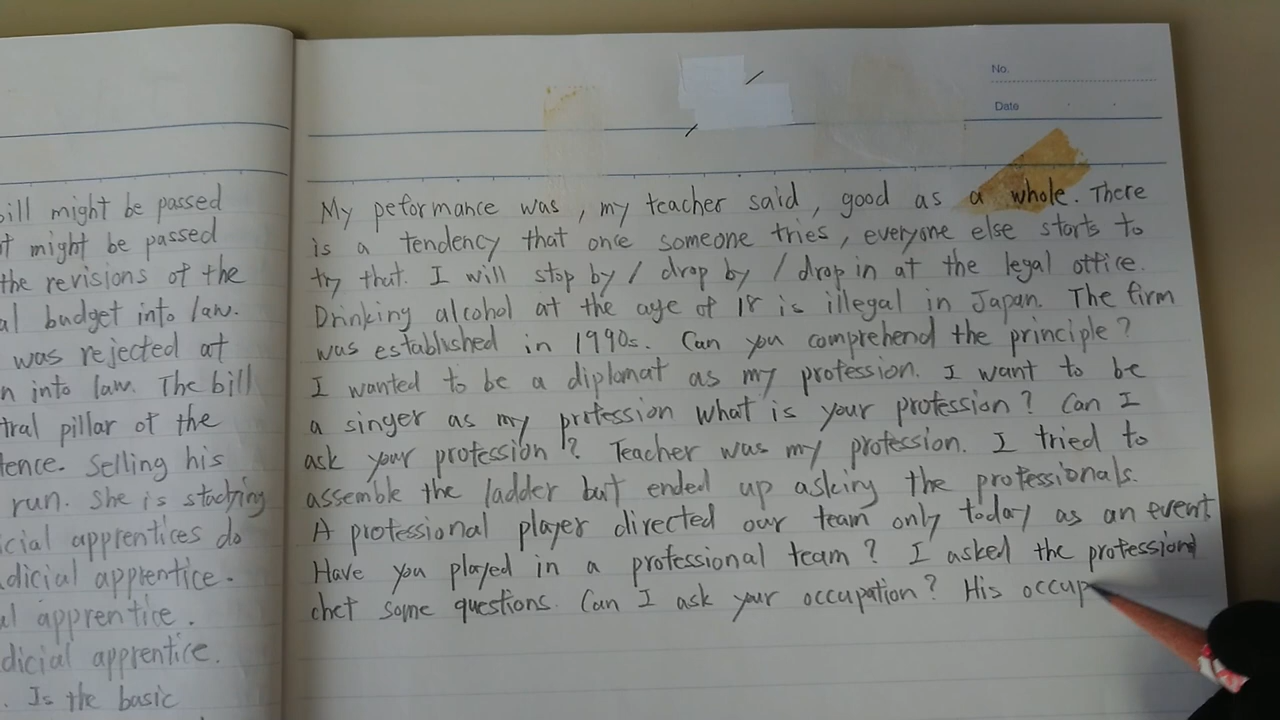 No.
Date
bill might be passed
t might be passed
the revisions of the
al budget into law.
was rejected at
n into law. The bill
tral pillar of the
tence. Selling his
run. She is studying
icial apprentices do
dicial apprentice.
al apprentice.
dicial apprentice.
. Is the basic
My peformance was, my teacher said, good as a whole. There
is a tendency that once someone tries, everyone else starts to
try that. I will stop by / drop by / drop in at the legal office.
Drinking alcohol at the age of 18 is illegal in Japan. The firm
was established in 1990s. Can you comprehend the principle?
I wanted to be a diplomat as my profession. I want to be
a singer as my profession What is your profession? Can I
ask your profession? Teacher was my profession. I tried to
assemble the ladder but ended up asking the professionals.
A professional player directed our team only today as an event.
Have you played in a professional team? I asked the professional
chef some questions. Can I ask your occupation? His occup